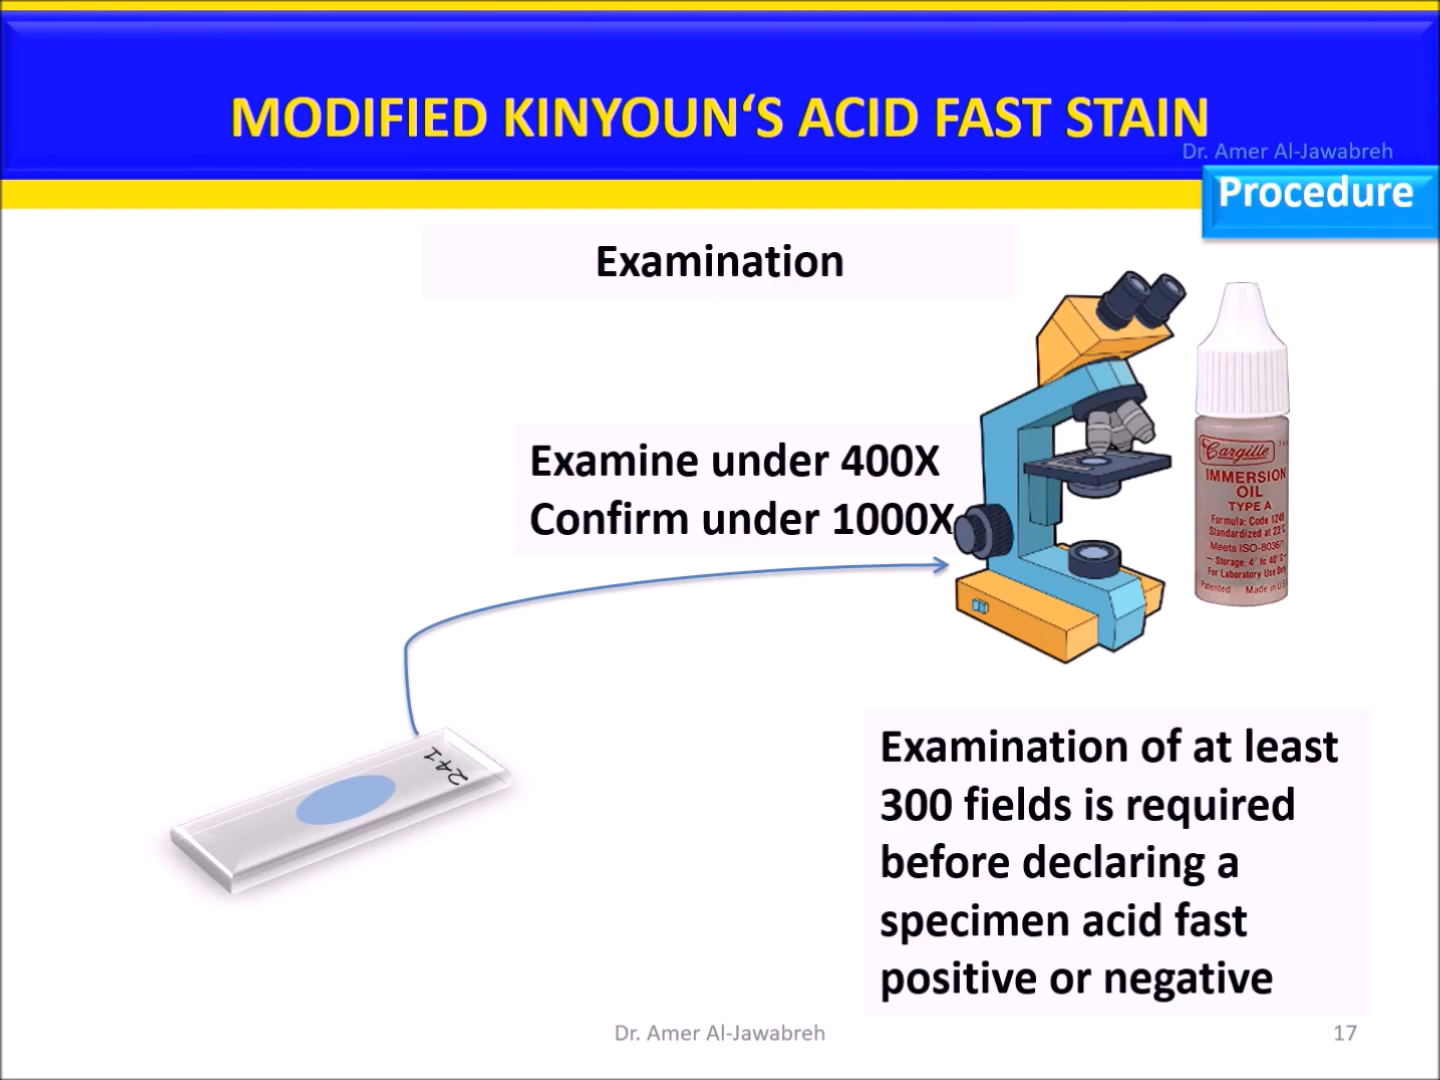 MODIFIED KINYOUN‘S ACID FAST STAIN
Dr. Amer Al-Jawabreh
Procedure
Examination
Examine under 400X
Confirm under 1000X
Cargille
IMMERSION
OIL
TYPE A
Formula: Code 1248
Standardized at 23°C
Meets ISO-8036/1
Storage: 4° to 40°C
For Laboratory Use Only
Patented Made in U.S.
241
Examination of at least
300 fields is required
before declaring a
specimen acid fast
positive or negative
Dr. Amer Al-Jawabreh
17